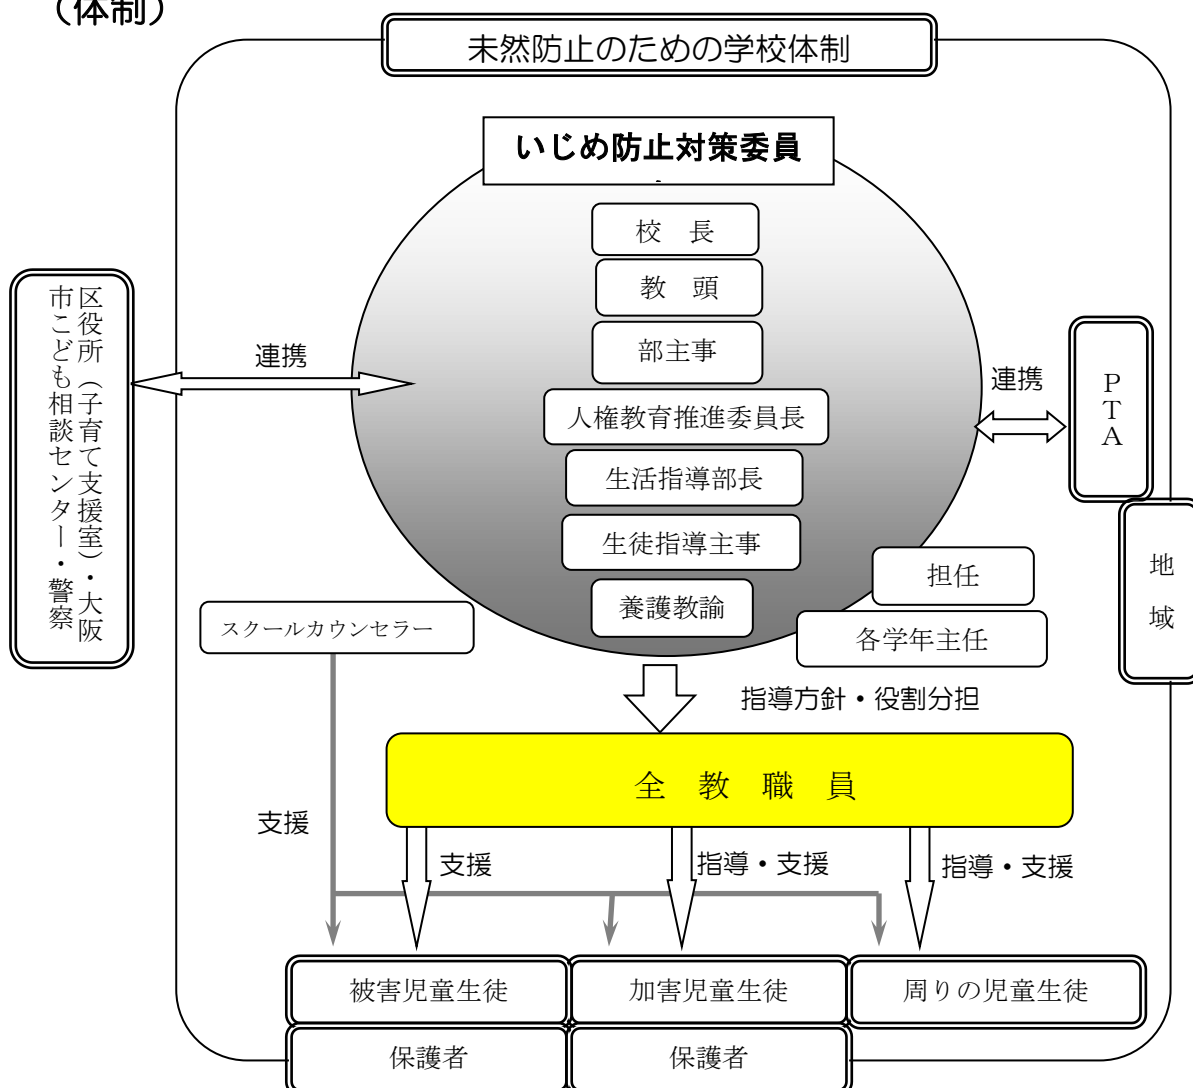 （体制）
未然防止のための学校体制
いじめ防止対策委員
校　長
教　頭
部主事
人権教育推進委員長
生活指導部長
生徒指導主事
養護教諭
担任
各学年主任
スクールカウンセラー
区役所（子育て支援室）・大阪
市こども相談センター・警察
連携
連携
PTA
地域
指導方針・役割分担
全　教　職　員
支援
支援
指導・支援
指導・支援
被害児童生徒
加害児童生徒
周りの児童生徒
保護者
保護者